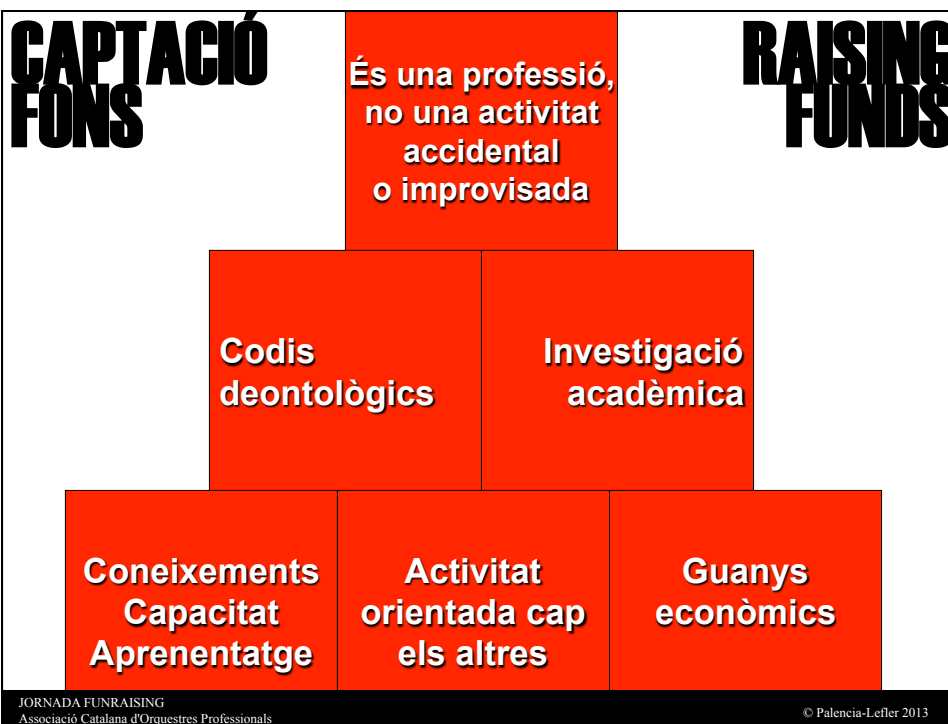 CAPTACIÓ
FONS
RAISING
FUNDS
És una professió,
no una activitat
accidental
o improvisada
Codis
deontològics
Investigació
acadèmica
Coneixements
Capacitat
Aprenentatge
Activitat
orientada cap
els altres
Guanys
econòmics
JORNADA FUNRAISING
Associació Catalana d'Orquestres Professionals
© Palencia-Lefler 2013